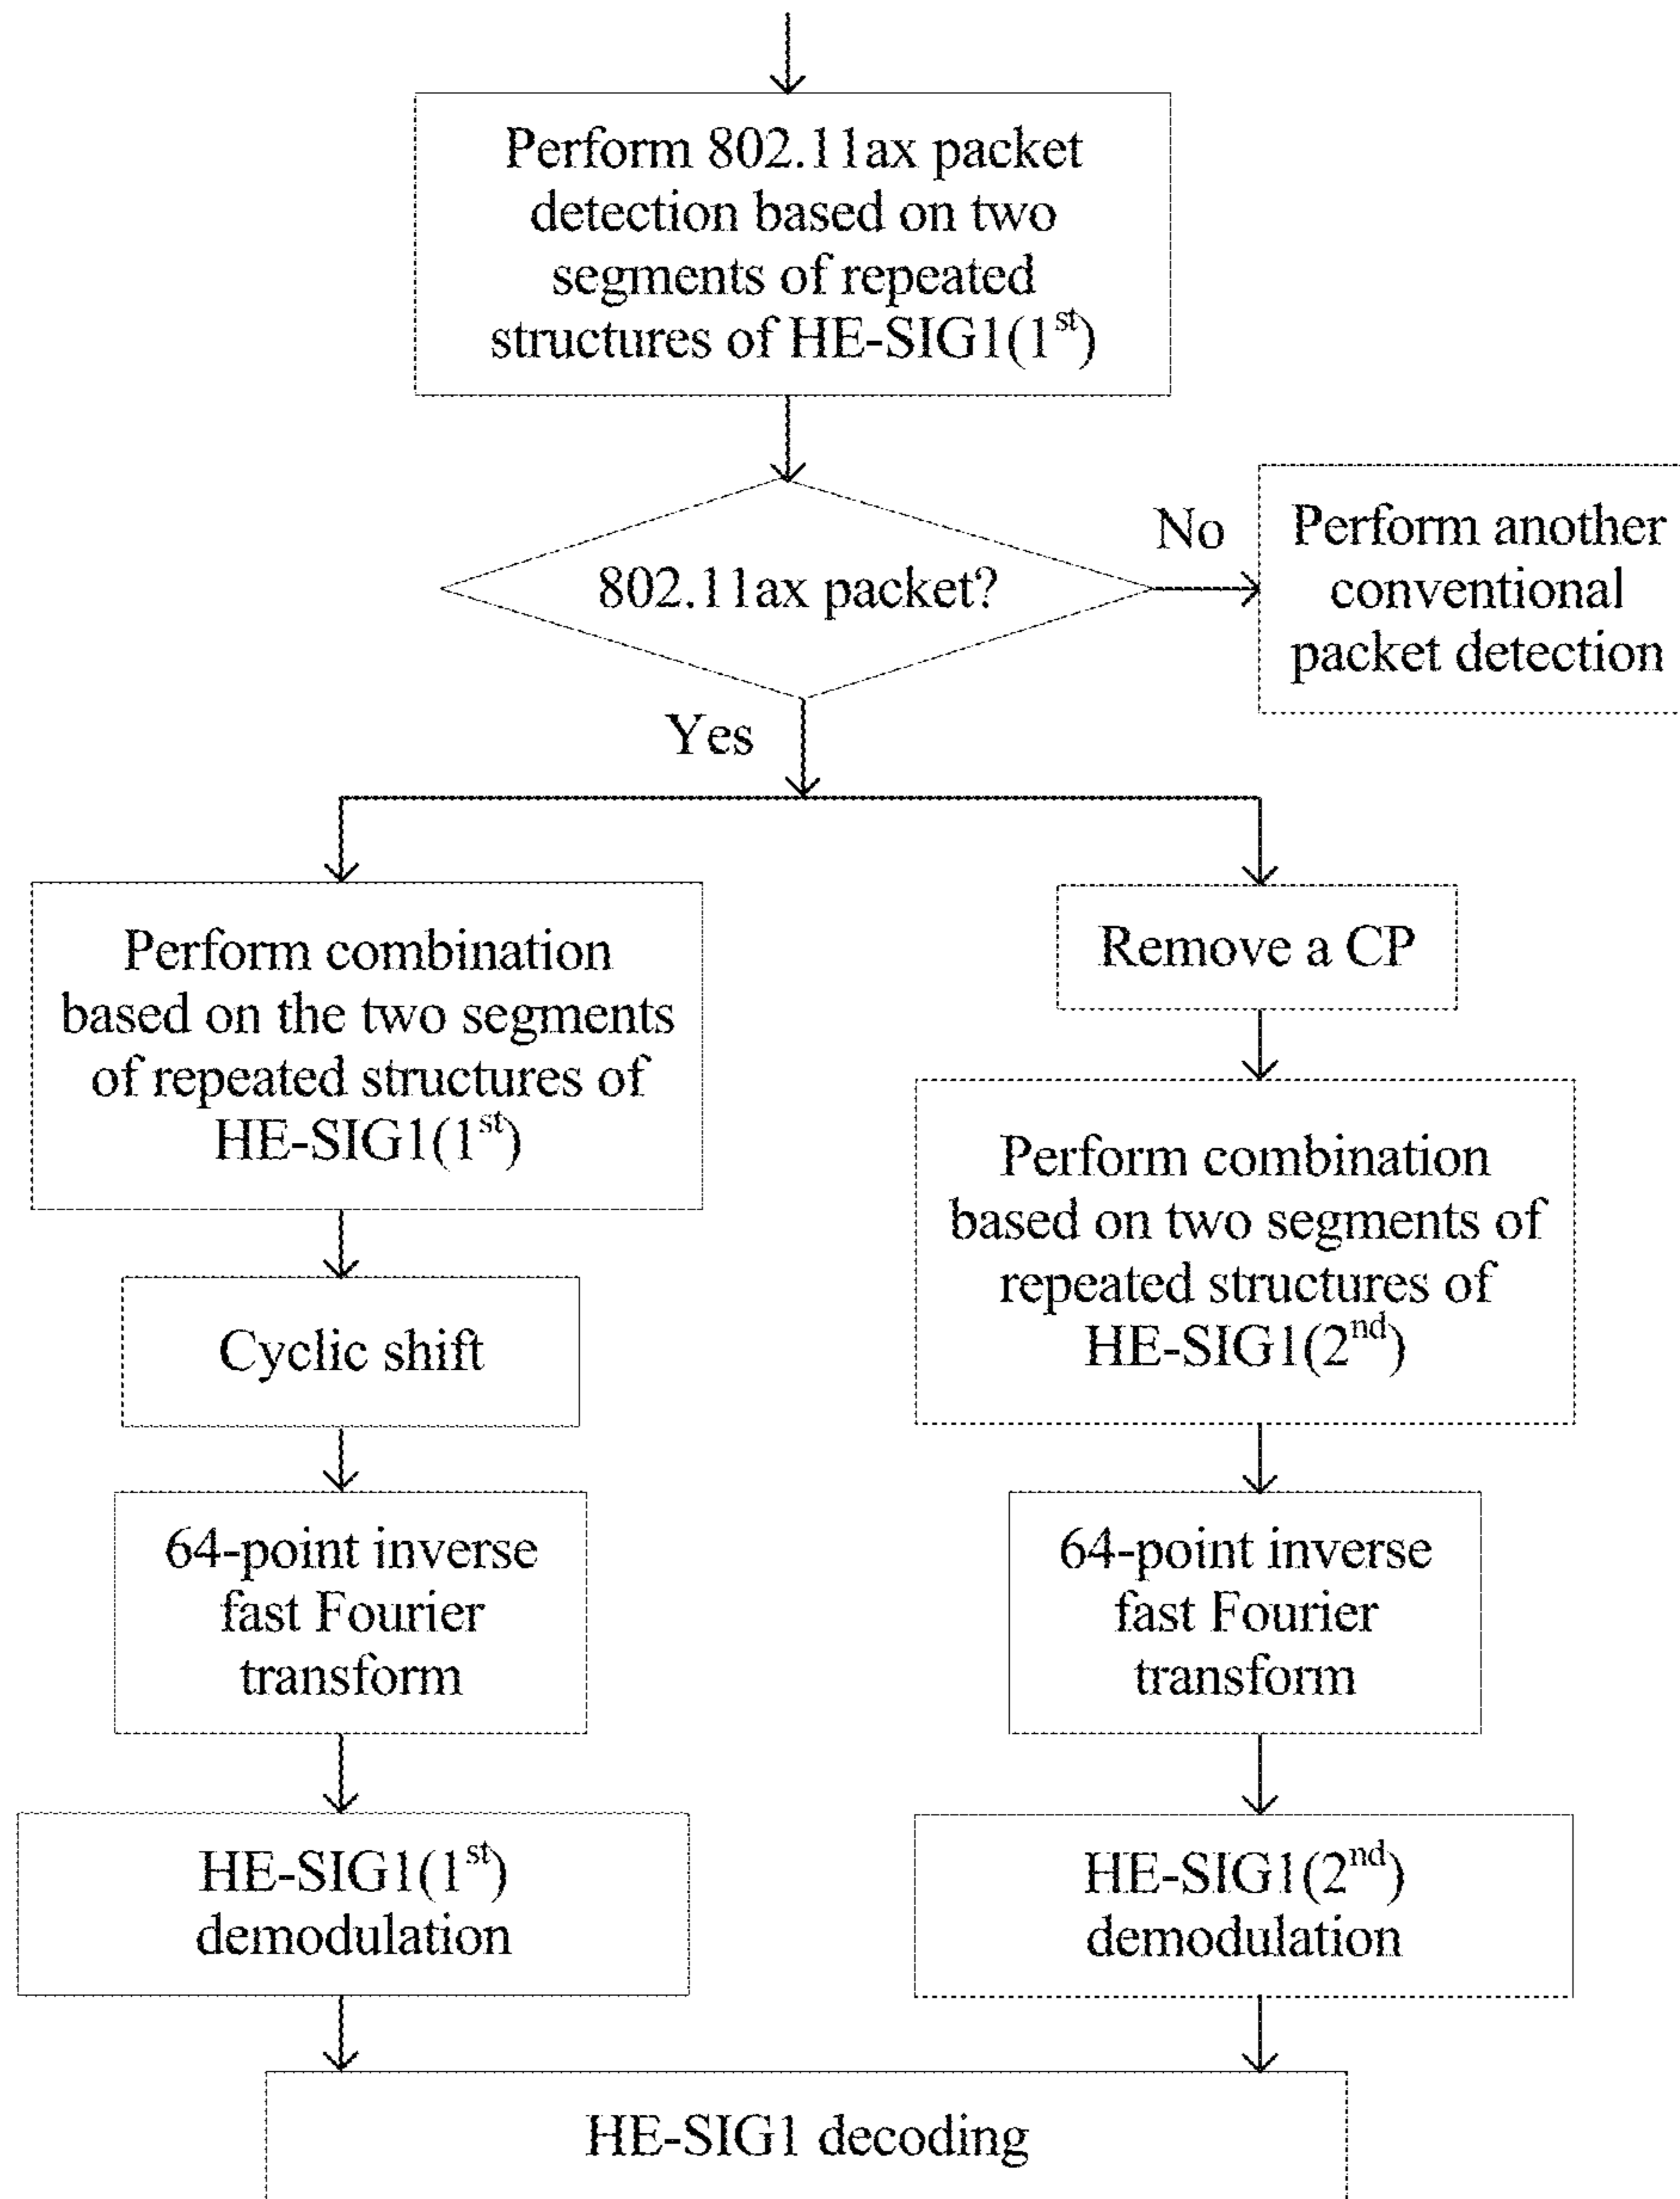 Perform 802.11ax packet
detection based on two
segments of repeated
structures of HE-SIG1(1st)
802.11ax packet?
No
Perform another
conventional
packet detection
Yes
Perform combination
based on the two segments
of repeated structures of
HE-SIG1(1st)
Cyclic shift
64-point inverse
fast Fourier
transform
HE-SIG1(1st)
demodulation
Remove a CP
Perform combination
based on two segments of
repeated structures of
HE-SIG1(2nd)
64-point inverse
fast Fourier
transform
HE-SIG1(2nd)
demodulation
HE-SIG1 decoding